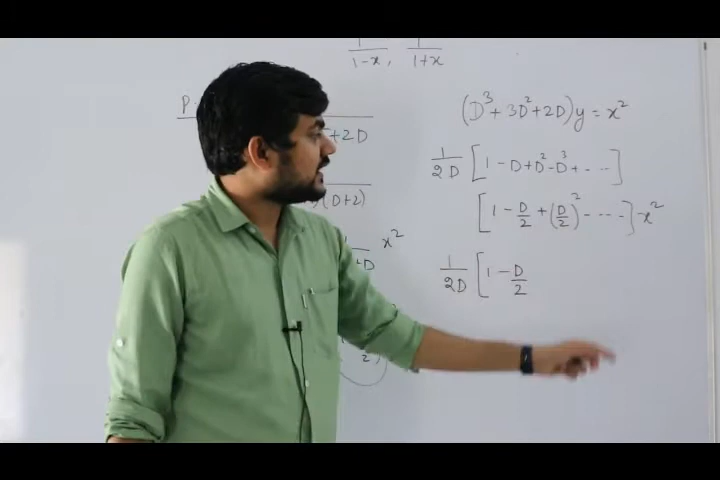 1/(1-x), 1/(1+x)
P.
+2D
(D+2)
x²
(D³ + 3D² + 2D)y = x²
1/2D [1 - D + D² - D³ + - - -]
[1 - D/2 + (D/2)² - - - - -] · x²
1/2D [1 - D/2